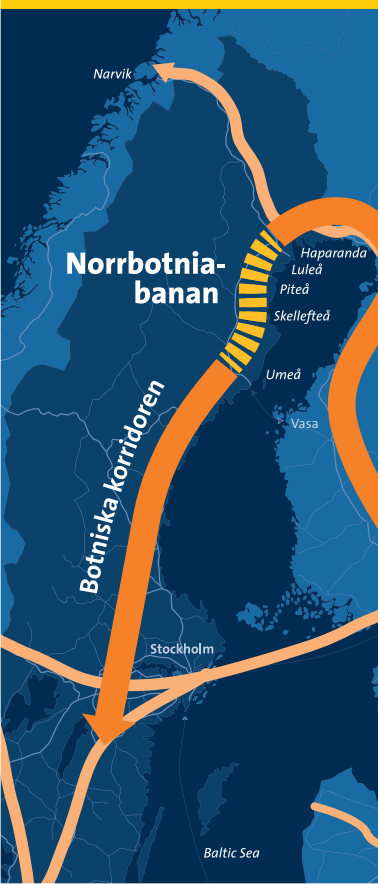 Narvik
Norrbotnia-
banan
Haparanda
Luleå
Piteå
Skellefteå
Umeå
Vasa
Botniska korridoren
Stockholm
Baltic Sea